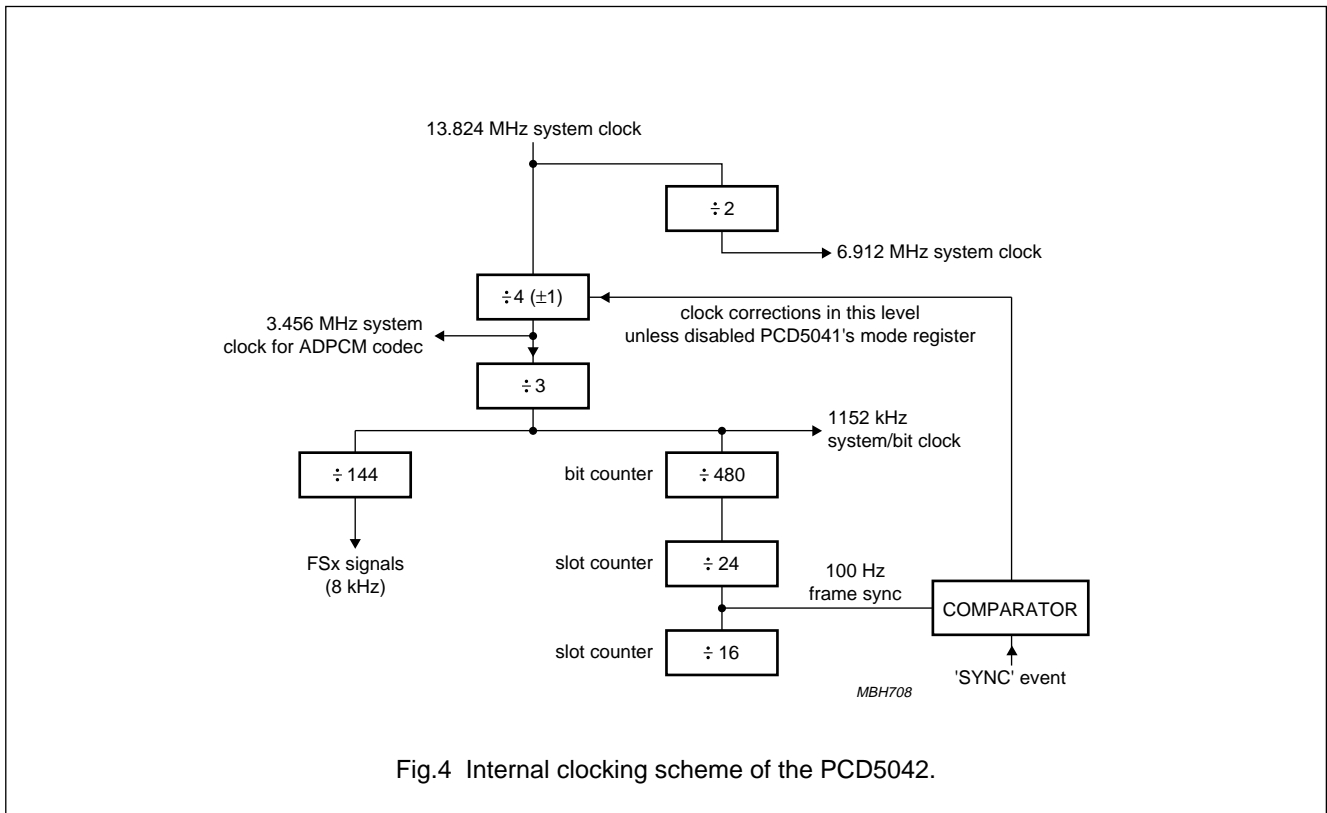 13.824 MHz system clock
÷ 2
6.912 MHz system clock
÷ 4 (±1)
clock corrections in this level
unless disabled PCD5041's mode register
3.456 MHz system
clock for ADPCM codec
÷ 3
1152 kHz
system/bit clock
÷ 144
bit counter
÷ 480
FSx signals
(8 kHz)
slot counter
÷ 24
100 Hz
frame sync
COMPARATOR
slot counter
÷ 16
'SYNC' event
MBH708
Fig.4 Internal clocking scheme of the PCD5042.